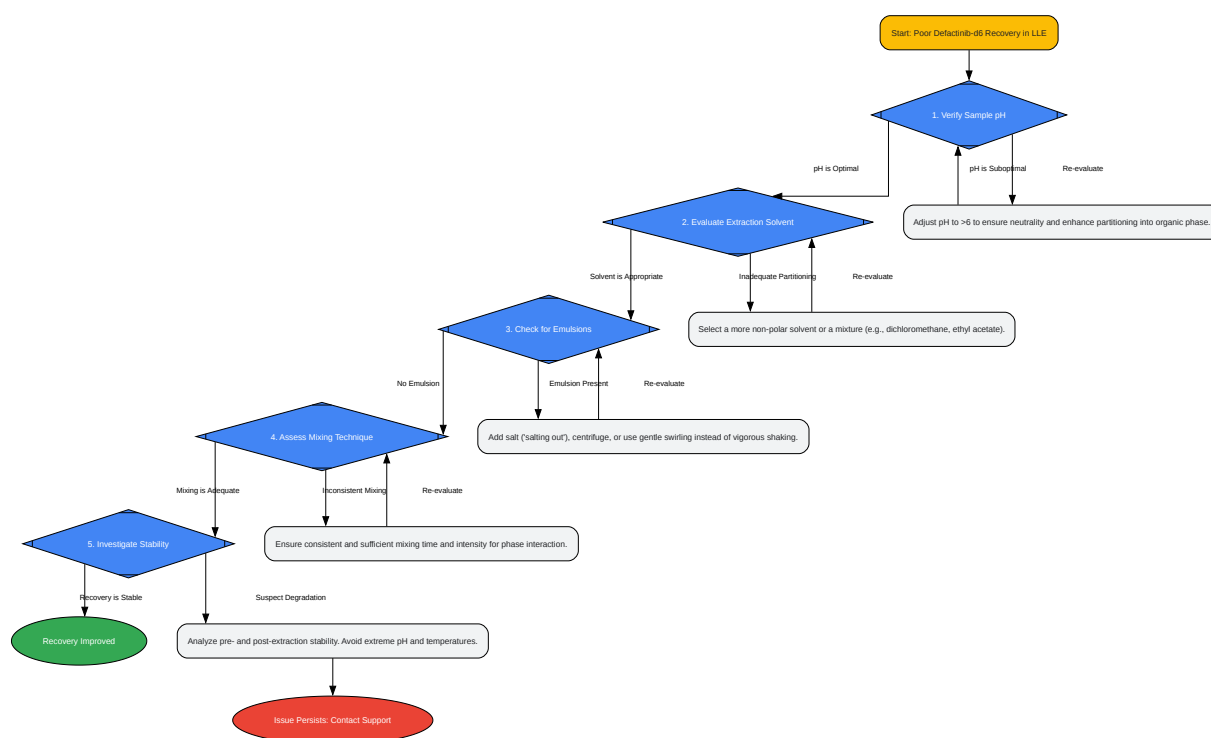 Start: Poor Defactinib-d6 Recovery in LLE
1. Verify Sample pH
pH is Optimal
pH is Suboptimal
Re-evaluate
2. Evaluate Extraction Solvent
Adjust pH to >6 to ensure neutrality and enhance partitioning into organic phase.
Solvent is Appropriate
Inadequate Partitioning
Re-evaluate
3. Check for Emulsions
Select a more non-polar solvent or a mixture (e.g., dichloromethane, ethyl acetate).
No Emulsion
Emulsion Present
Re-evaluate
4. Assess Mixing Technique
Add salt ('salting out'), centrifuge, or use gentle swirling instead of vigorous shaking.
Mixing is Adequate
Inconsistent Mixing
Re-evaluate
5. Investigate Stability
Ensure consistent and sufficient mixing time and intensity for phase interaction.
Recovery is Stable
Suspect Degradation
Recovery Improved
Analyze pre- and post-extraction stability. Avoid extreme pH and temperatures.
Issue Persists: Contact Support